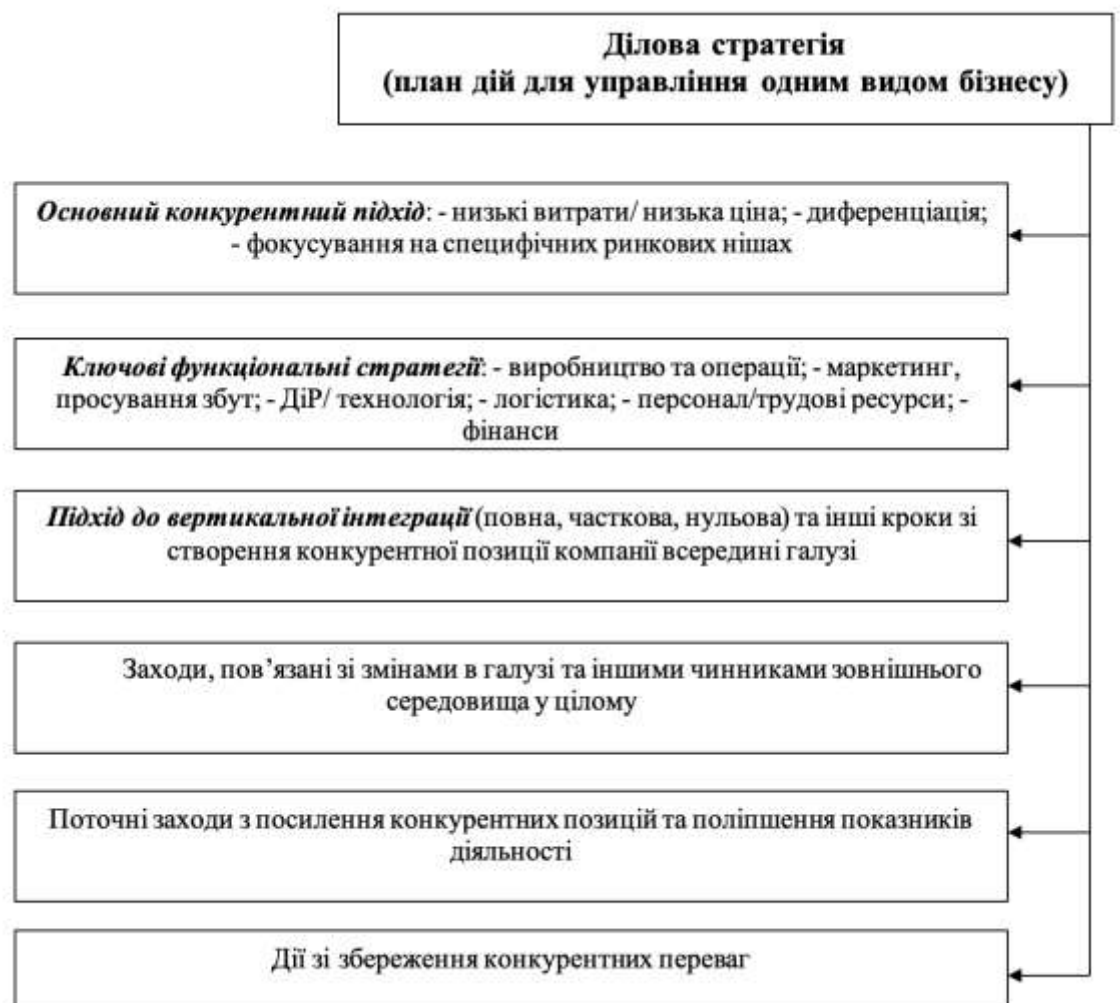 Ділова стратегія
(план дій для управління одним видом бізнесу)
Основний конкурентний підхід: - низькі витрати/ низька ціна; - диференціація;
- фокусування на специфічних ринкових нішах
Ключові функціональні стратегії: - виробництво та операції; - маркетинг,
просування збут; - ДіР/ технологія; - логістика; - персонал/трудові ресурси; -
фінанси
Підхід до вертикальної інтеграції (повна, часткова, нульова) та інші кроки зі
створення конкурентної позиції компанії всередині галузі
Заходи, пов’язані зі змінами в галузі та іншими чинниками зовнішнього
середовища у цілому
Поточні заходи з посилення конкурентних позицій та поліпшення показників
діяльності
Дії зі збереження конкурентних переваг